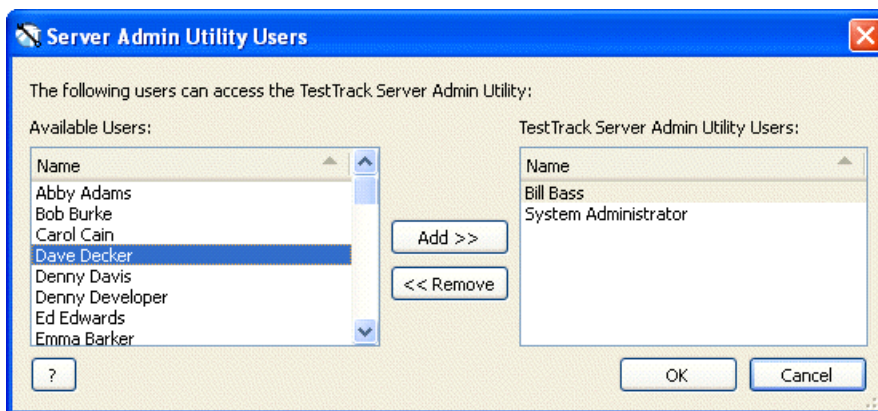 Server Admin Utility Users
The following users can access the TestTrack Server Admin Utility:
Available Users:
Name
Abby Adams
Bob Burke
Carol Cain
Dave Decker
Denny Davis
Denny Developer
Ed Edwards
Emma Barker
Add >>
<< Remove
TestTrack Server Admin Utility Users:
Name
Bill Bass
System Administrator
?
OK
Cancel